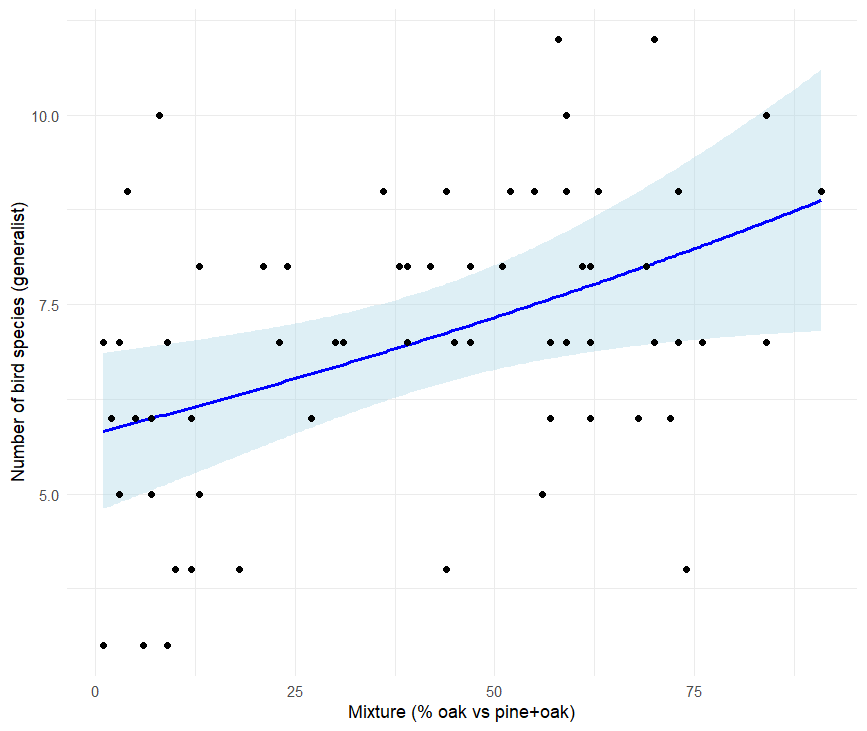 Number of bird species (generalist)
10.0
7.5
5.0
0 25 50 75
Mixture (% oak vs pine+oak)